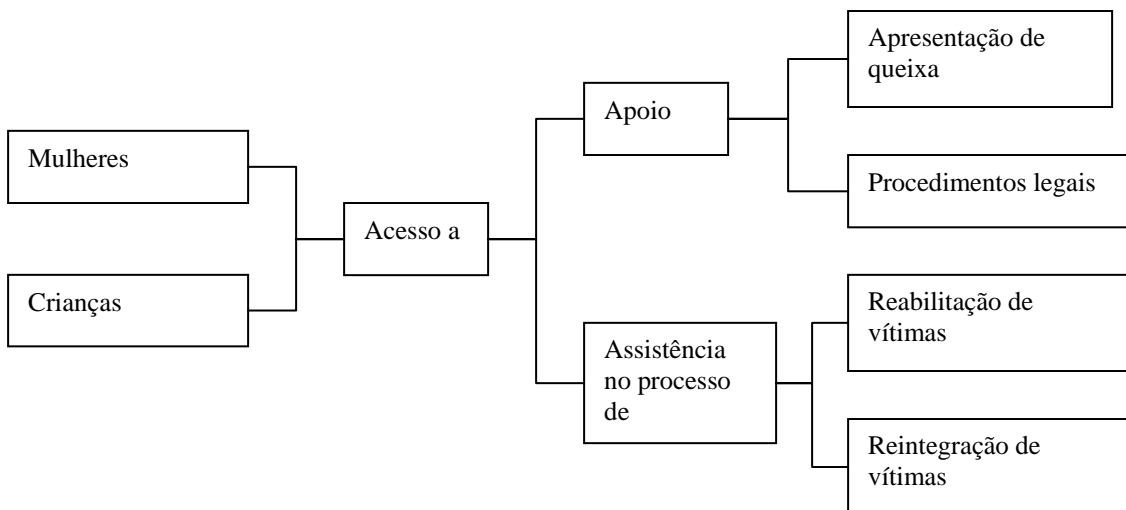 Mulheres
Crianças
Acesso a
Apoio
Apresentação de
queixa
Procedimentos legais
Assistência
no processo
de
Reabilitação de
vítimas
Reintegração de
vítimas